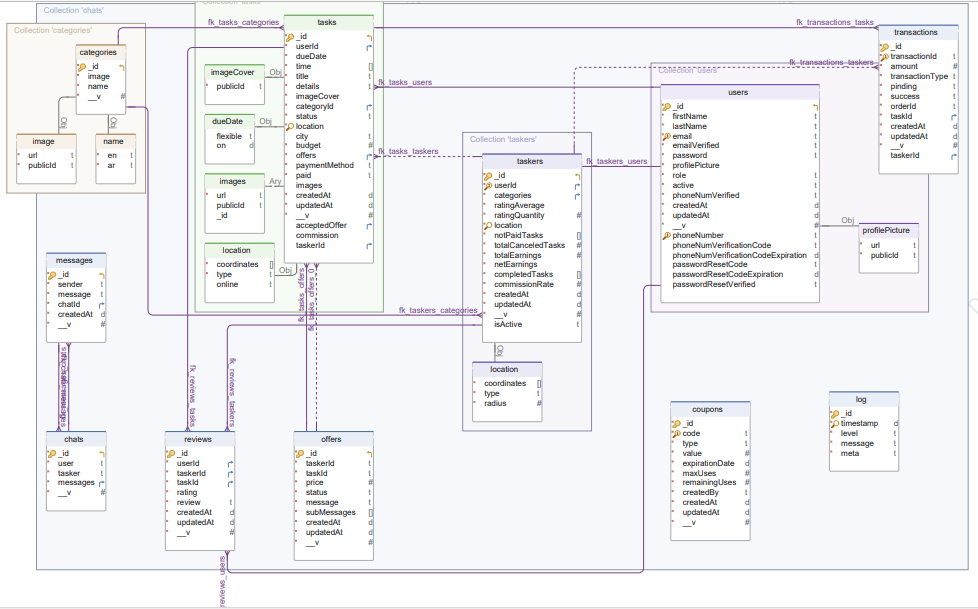 Collection 'chats'
Collection 'categories'
categories
_id
image
name
__v #
Obj
Obj
image
url t
publicId t
name
en t
ar t
fk_tasks_categories
tasks
_id
userId
dueDate
time []
title t
details t
imageCover
categoryId
status t
location
city t
budget #
offers
paymentMethod t
paid t
images
createdAt d
updatedAt d
__v #
acceptedOffer
commission
taskerId
imageCover
publicId t
Obj
dueDate
flexible t
on d
Obj
images
url t
publicId t
_id
Ary
location
coordinates []
type t
online t
Obj
fk_transactions_tasks
fk_transactions_taskers
fk_tasks_users
fk_tasks_taskers
fk_taskers_users
fk_taskers_categories
transactions
_id
transactionId t
amount #
transactionType t
pinding t
success t
orderId t
taskId
createdAt d
updatedAt d
__v #
taskerId
Collection 'users'
users
_id
firstName t
lastName t
email t
emailVerified t
password t
profilePicture
role t
active t
phoneNumVerified t
createdAt d
updatedAt d
__v #
phoneNumber t
phoneNumVerificationCode t
phoneNumVerificationCodeExpiration d
passwordResetCode t
passwordResetCodeExpiration d
passwordResetVerified t
Obj
profilePicture
url t
publicId t
Collection 'taskers'
taskers
_id
userId
categories
ratingAverage
ratingQuantity #
location
notPaidTasks []
totalCanceledTasks #
totalEarnings #
netEarnings
completedTasks []
commissionRate #
createdAt d
updatedAt d
__v #
isActive t
Obj
location
coordinates []
type t
radius #
messages
_id
sender t
message t
chatId
createdAt d
__v #
chats
_id
user t
tasker t
messages
__v #
fk_reviews_tasks
fk_reviews_taskers
fk_tasks_offers
fk_tasks_offers_0
reviews
_id
userId
taskerId
taskId
rating
review t
createdAt d
updatedAt d
__v #
reviews_users
offers
_id
taskerId t
taskId t
price #
status t
message t
subMessages []
createdAt d
updatedAt d
__v #
coupons
_id
code t
type t
value #
expirationDate d
maxUses #
remainingUses #
createdBy t
createdAt d
updatedAt d
__v #
log
_id
timestamp d
level t
message t
meta t